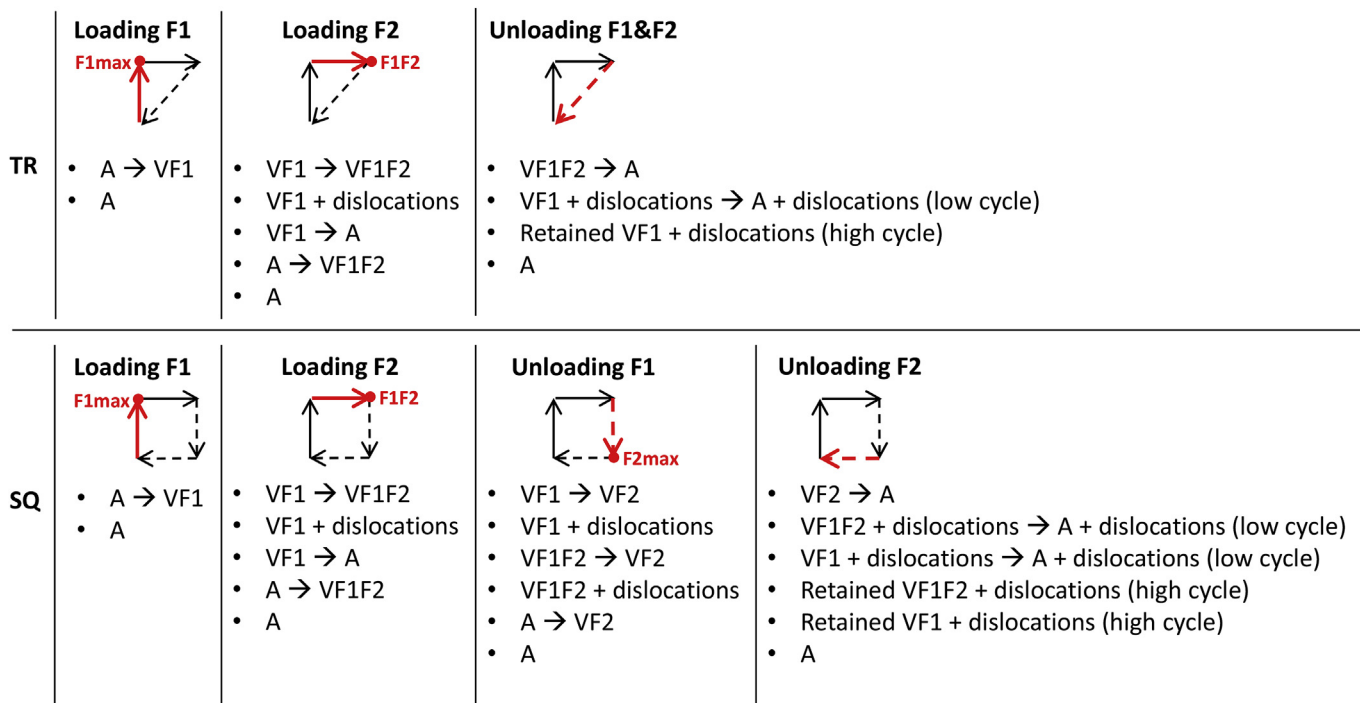 Loading F1
Loading F2
Unloading F1&F2
F1max
F1F2
TR
• A → VF1
• A
• VF1 → VF1F2
• VF1 + dislocations
• VF1 → A
• A → VF1F2
• A
• VF1F2 → A
• VF1 + dislocations → A + dislocations (low cycle)
• Retained VF1 + dislocations (high cycle)
• A
Loading F1
Loading F2
Unloading F1
Unloading F2
F1max
F1F2
F2max
SQ
• A → VF1
• A
• VF1 → VF1F2
• VF1 + dislocations
• VF1 → A
• A → VF1F2
• A
• VF1 → VF2
• VF1 + dislocations
• VF1F2 → VF2
• VF1F2 + dislocations
• A → VF2
• A
• VF2 → A
• VF1F2 + dislocations → A + dislocations (low cycle)
• VF1 + dislocations → A + dislocations (low cycle)
• Retained VF1F2 + dislocations (high cycle)
• Retained VF1 + dislocations (high cycle)
• A